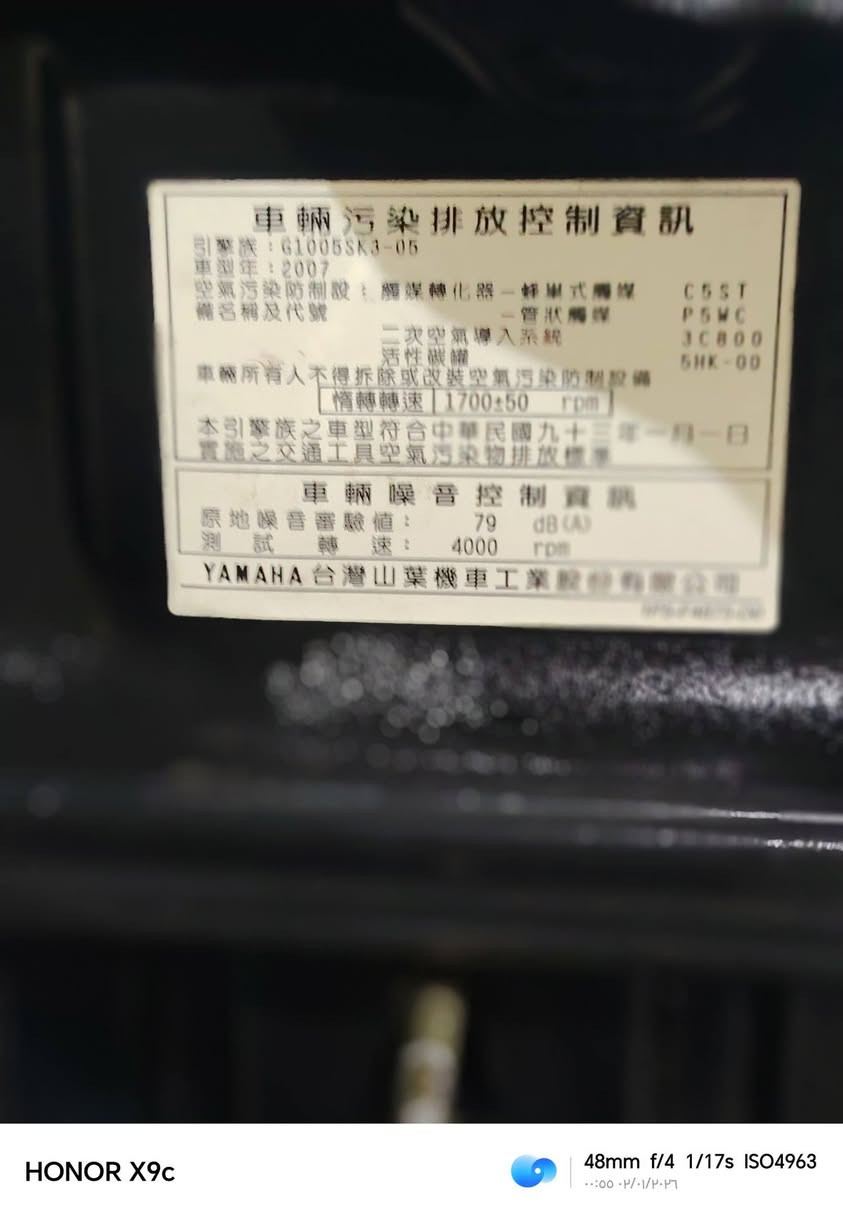 車輛污染排放控制資訊
引擎族：G1005SK3-05
車型年：2007
空氣污染防制設：觸媒轉化器－蜂巢式觸媒 C5ST
備名稱及代號 －管狀觸媒 P5WC
二次空氣導入系統 3C800
活性碳罐 5HK-00
車輛所有人不得拆除或改裝空氣污染防制設備
惰轉轉速 1700±50 rpm
本引擎族之車型符合中華民國九十三年一月一日
實施之交通工具空氣污染物排放標準
車輛噪音控制資訊
原地噪音審驗值： 79 dB(A)
測試轉速： 4000 rpm
YAMAHA台灣山葉機車工業股份有限公司
HONOR X9c
48mm f/4 1/17s ISO4963
٠٠:٥٥ ٠٢/٠١/٢٠٢٦